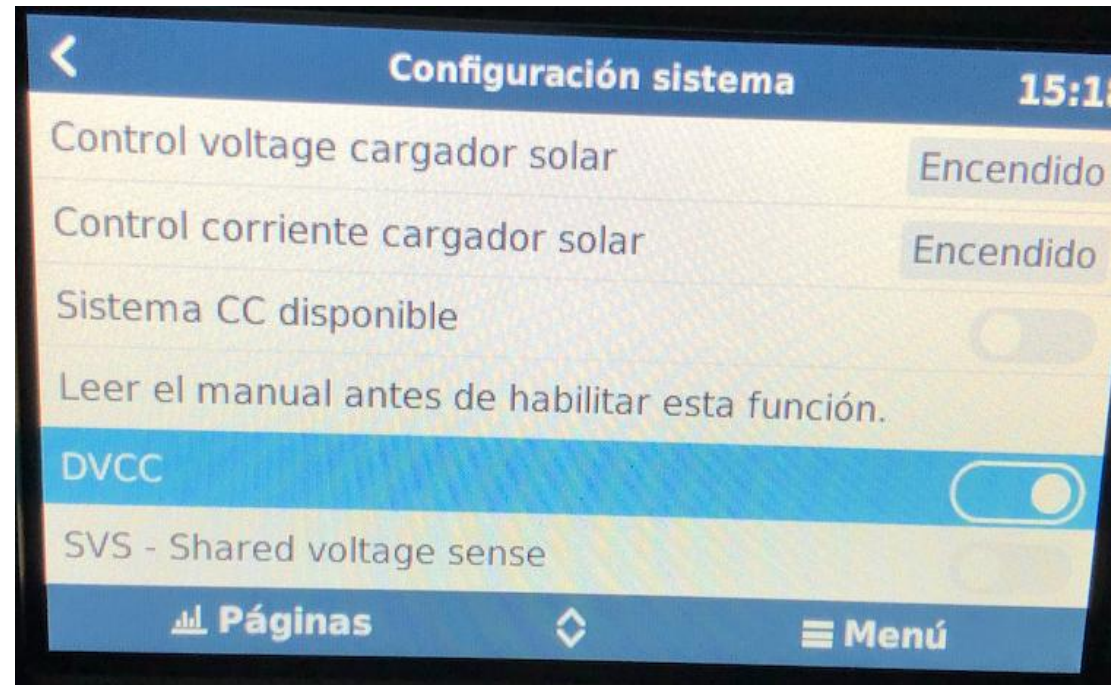 Configuración sistema
Control voltage cargador solar Encendido
Control corriente cargador solar Encendido
Sistema CC disponible
Leer el manual antes de habilitar esta función.
DVCC
SVS - Shared voltage sense
Páginas Menú